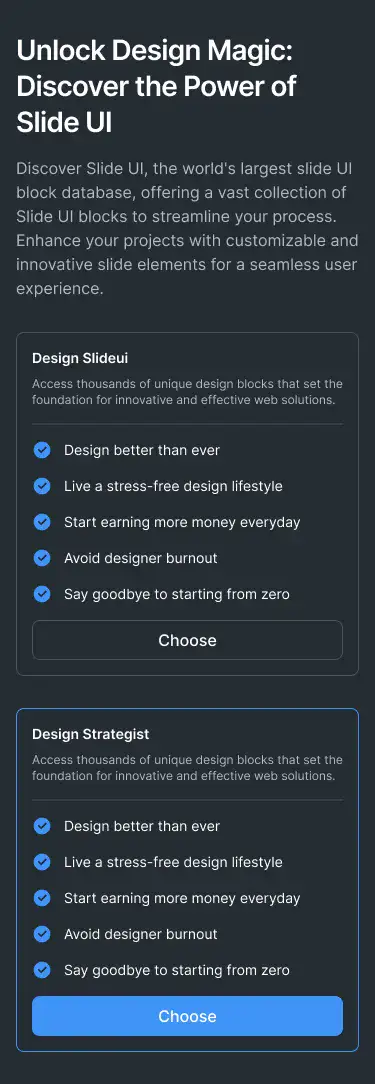 Unlock Design Magic:
Discover the Power of
Slide UI
Discover Slide UI, the world's largest slide UI
block database, offering a vast collection of
Slide UI blocks to streamline your process.
Enhance your projects with customizable and
innovative slide elements for a seamless user
experience.
Design Slideui
Access thousands of unique design blocks that set the
foundation for innovative and effective web solutions.
Design better than ever
Live a stress-free design lifestyle
Start earning more money everyday
Avoid designer burnout
Say goodbye to starting from zero
Choose
Design Strategist
Access thousands of unique design blocks that set the
foundation for innovative and effective web solutions.
Design better than ever
Live a stress-free design lifestyle
Start earning more money everyday
Avoid designer burnout
Say goodbye to starting from zero
Choose